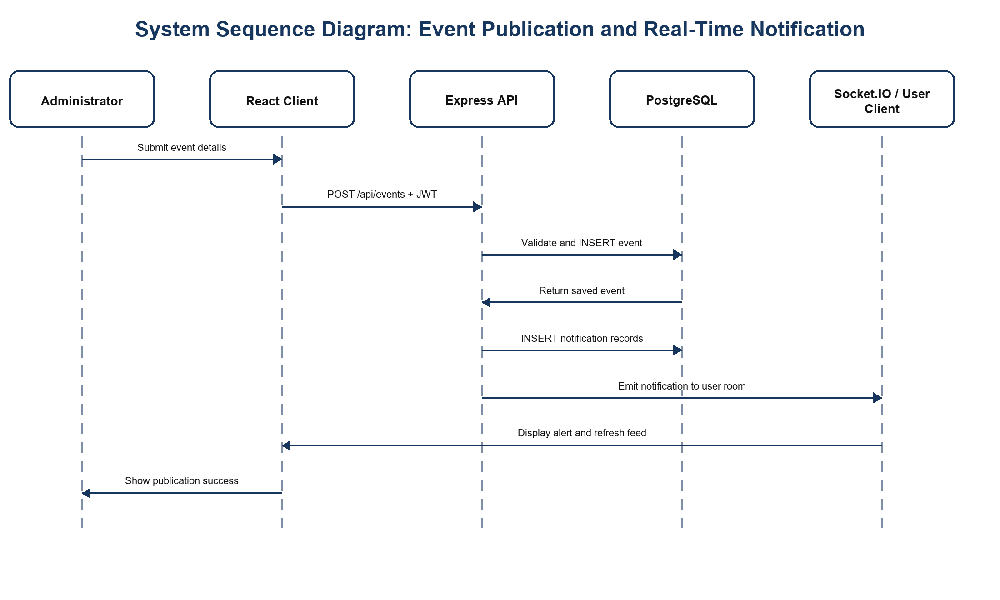 System Sequence Diagram: Event Publication and Real-Time Notification
Administrator
React Client
Express API
PostgreSQL
Socket.IO / User
Client
Submit event details
POST /api/events + JWT
Validate and INSERT event
Return saved event
INSERT notification records
Emit notification to user room
Display alert and refresh feed
Show publication success